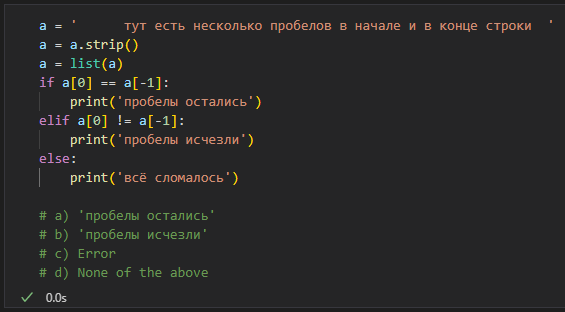 a = '      тут есть несколько пробелов в начале и в конце строки  '
a = a.strip()
a = list(a)
if a[0] == a[-1]:
    print('пробелы остались')
elif a[0] != a[-1]:
    print('пробелы исчезли')
else:
    print('всё сломалось')
# a) 'пробелы остались'
# b) 'пробелы исчезли'
# c) Error
# d) None of the above
0.0s